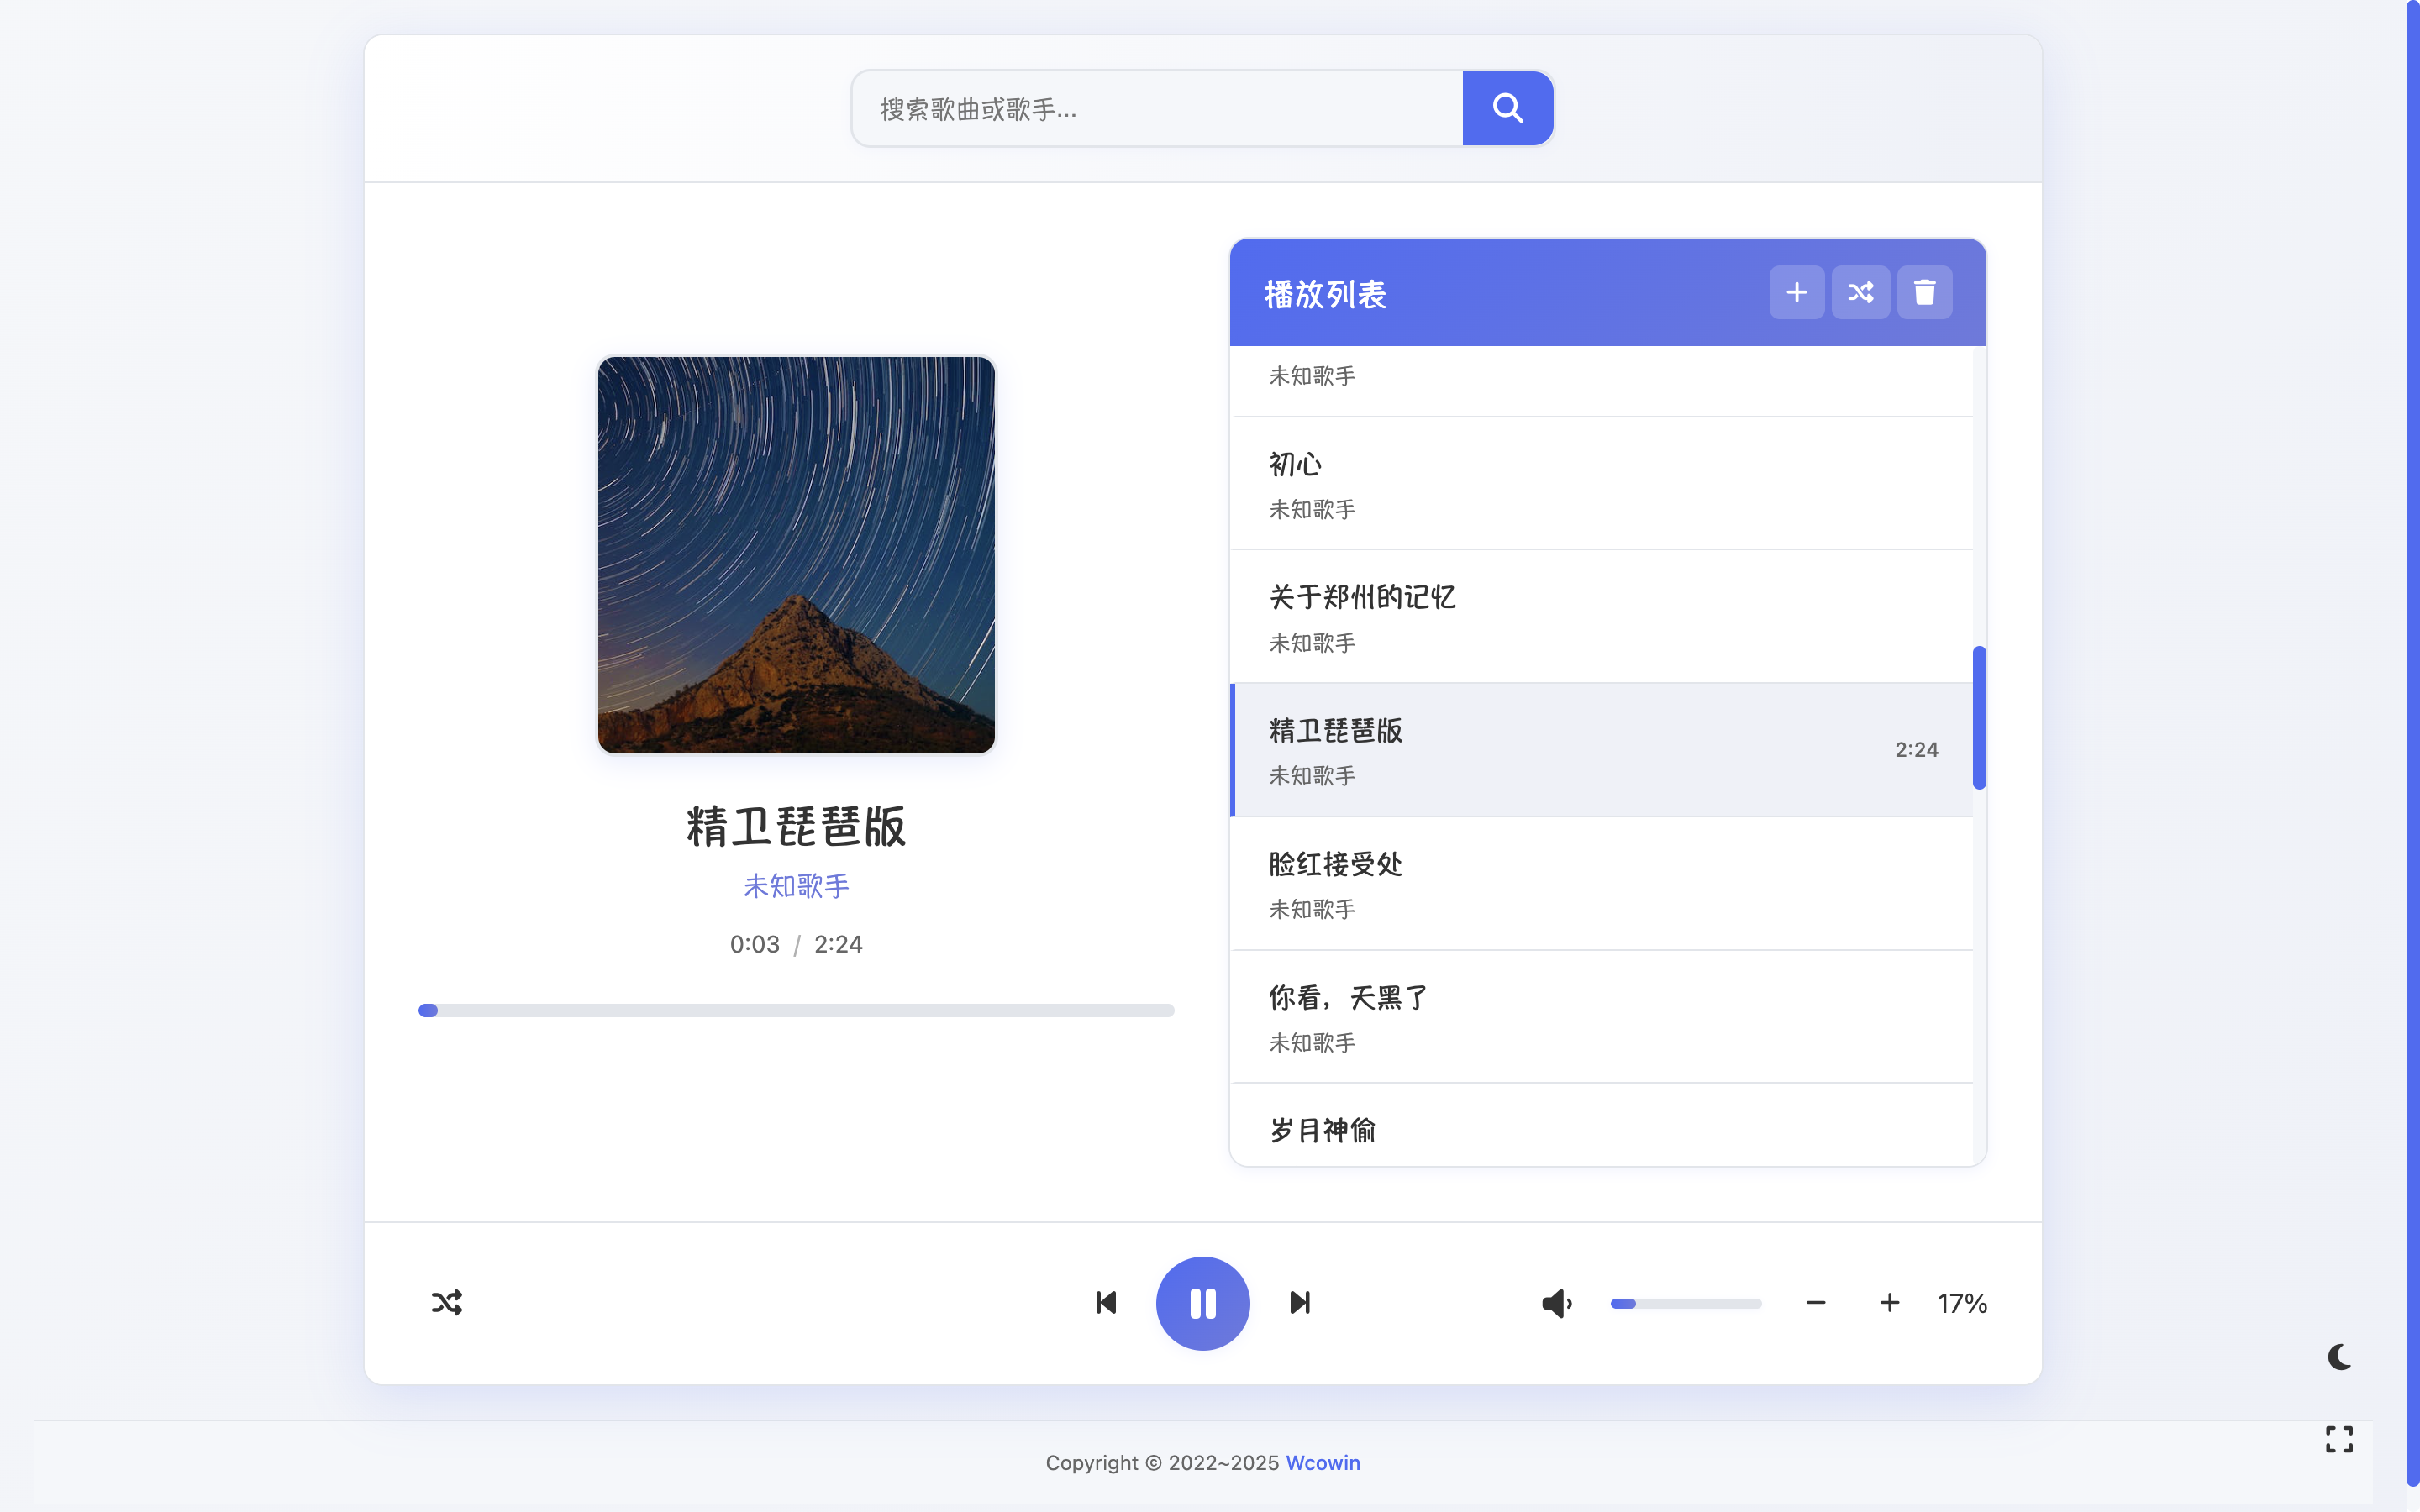 搜索歌曲或歌手...
精卫琵琶版
未知歌手
0:03 / 2:24
播放列表
未知歌手
初心
未知歌手
关于郑州的记忆
未知歌手
精卫琵琶版
未知歌手
2:24
脸红接受处
未知歌手
你看，天黑了
未知歌手
岁月神偷
17%
Copyright © 2022~2025 Wcowin